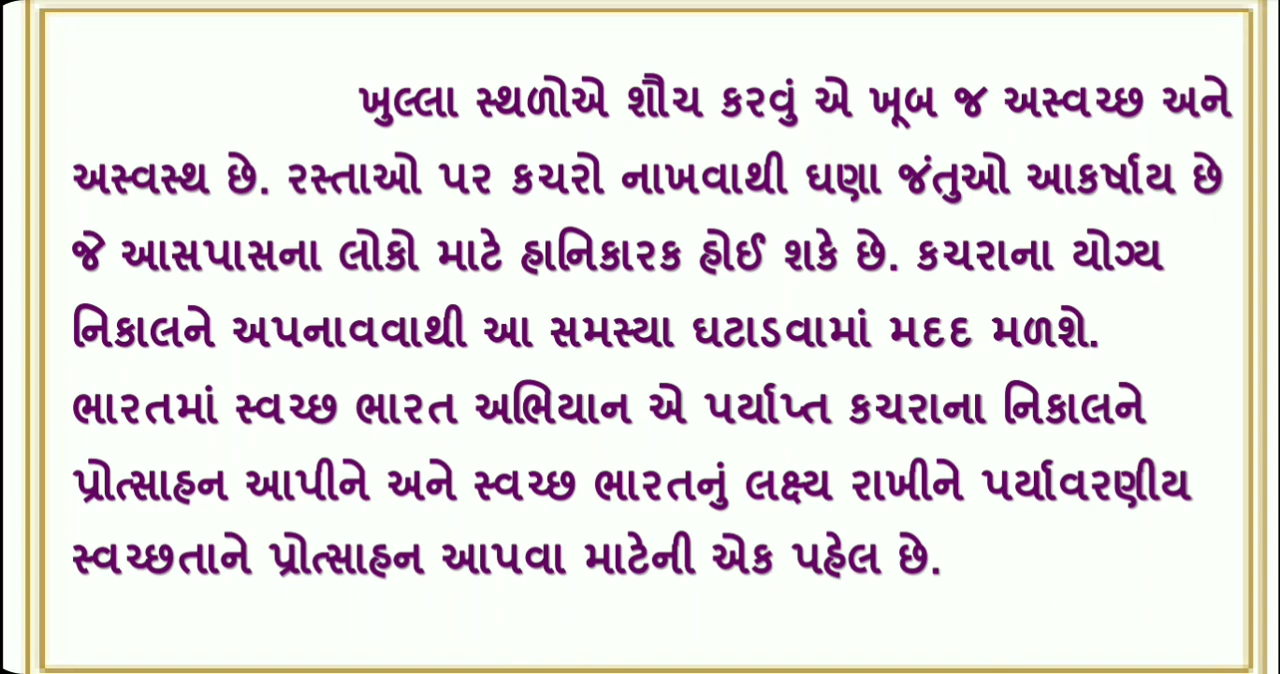 ખુલ્લા સ્થળોએ શૌચ કરવું એ ખૂબ જ અસ્વચ્છ અને
અસ્વસ્થ છે. રસ્તાઓ પર કચરો નાખવાથી ઘણા જંતુઓ આકર્ષાય છે
જે આસપાસના લોકો માટે હાનિકારક હોઈ શકે છે. કચરાના યોગ્ય
નિકાલને અપનાવવાથી આ સમસ્યા ઘટાડવામાં મદદ મળશે.
ભારતમાં સ્વચ્છ ભારત અભિયાન એ પર્યાપ્ત કચરાના નિકાલને
પ્રોત્સાહન આપીને અને સ્વચ્છ ભારતનું લક્ષ્ય રાખીને પર્યાવરણીય
સ્વચ્છતાને પ્રોત્સાહન આપવા માટેની એક પહેલ છે.